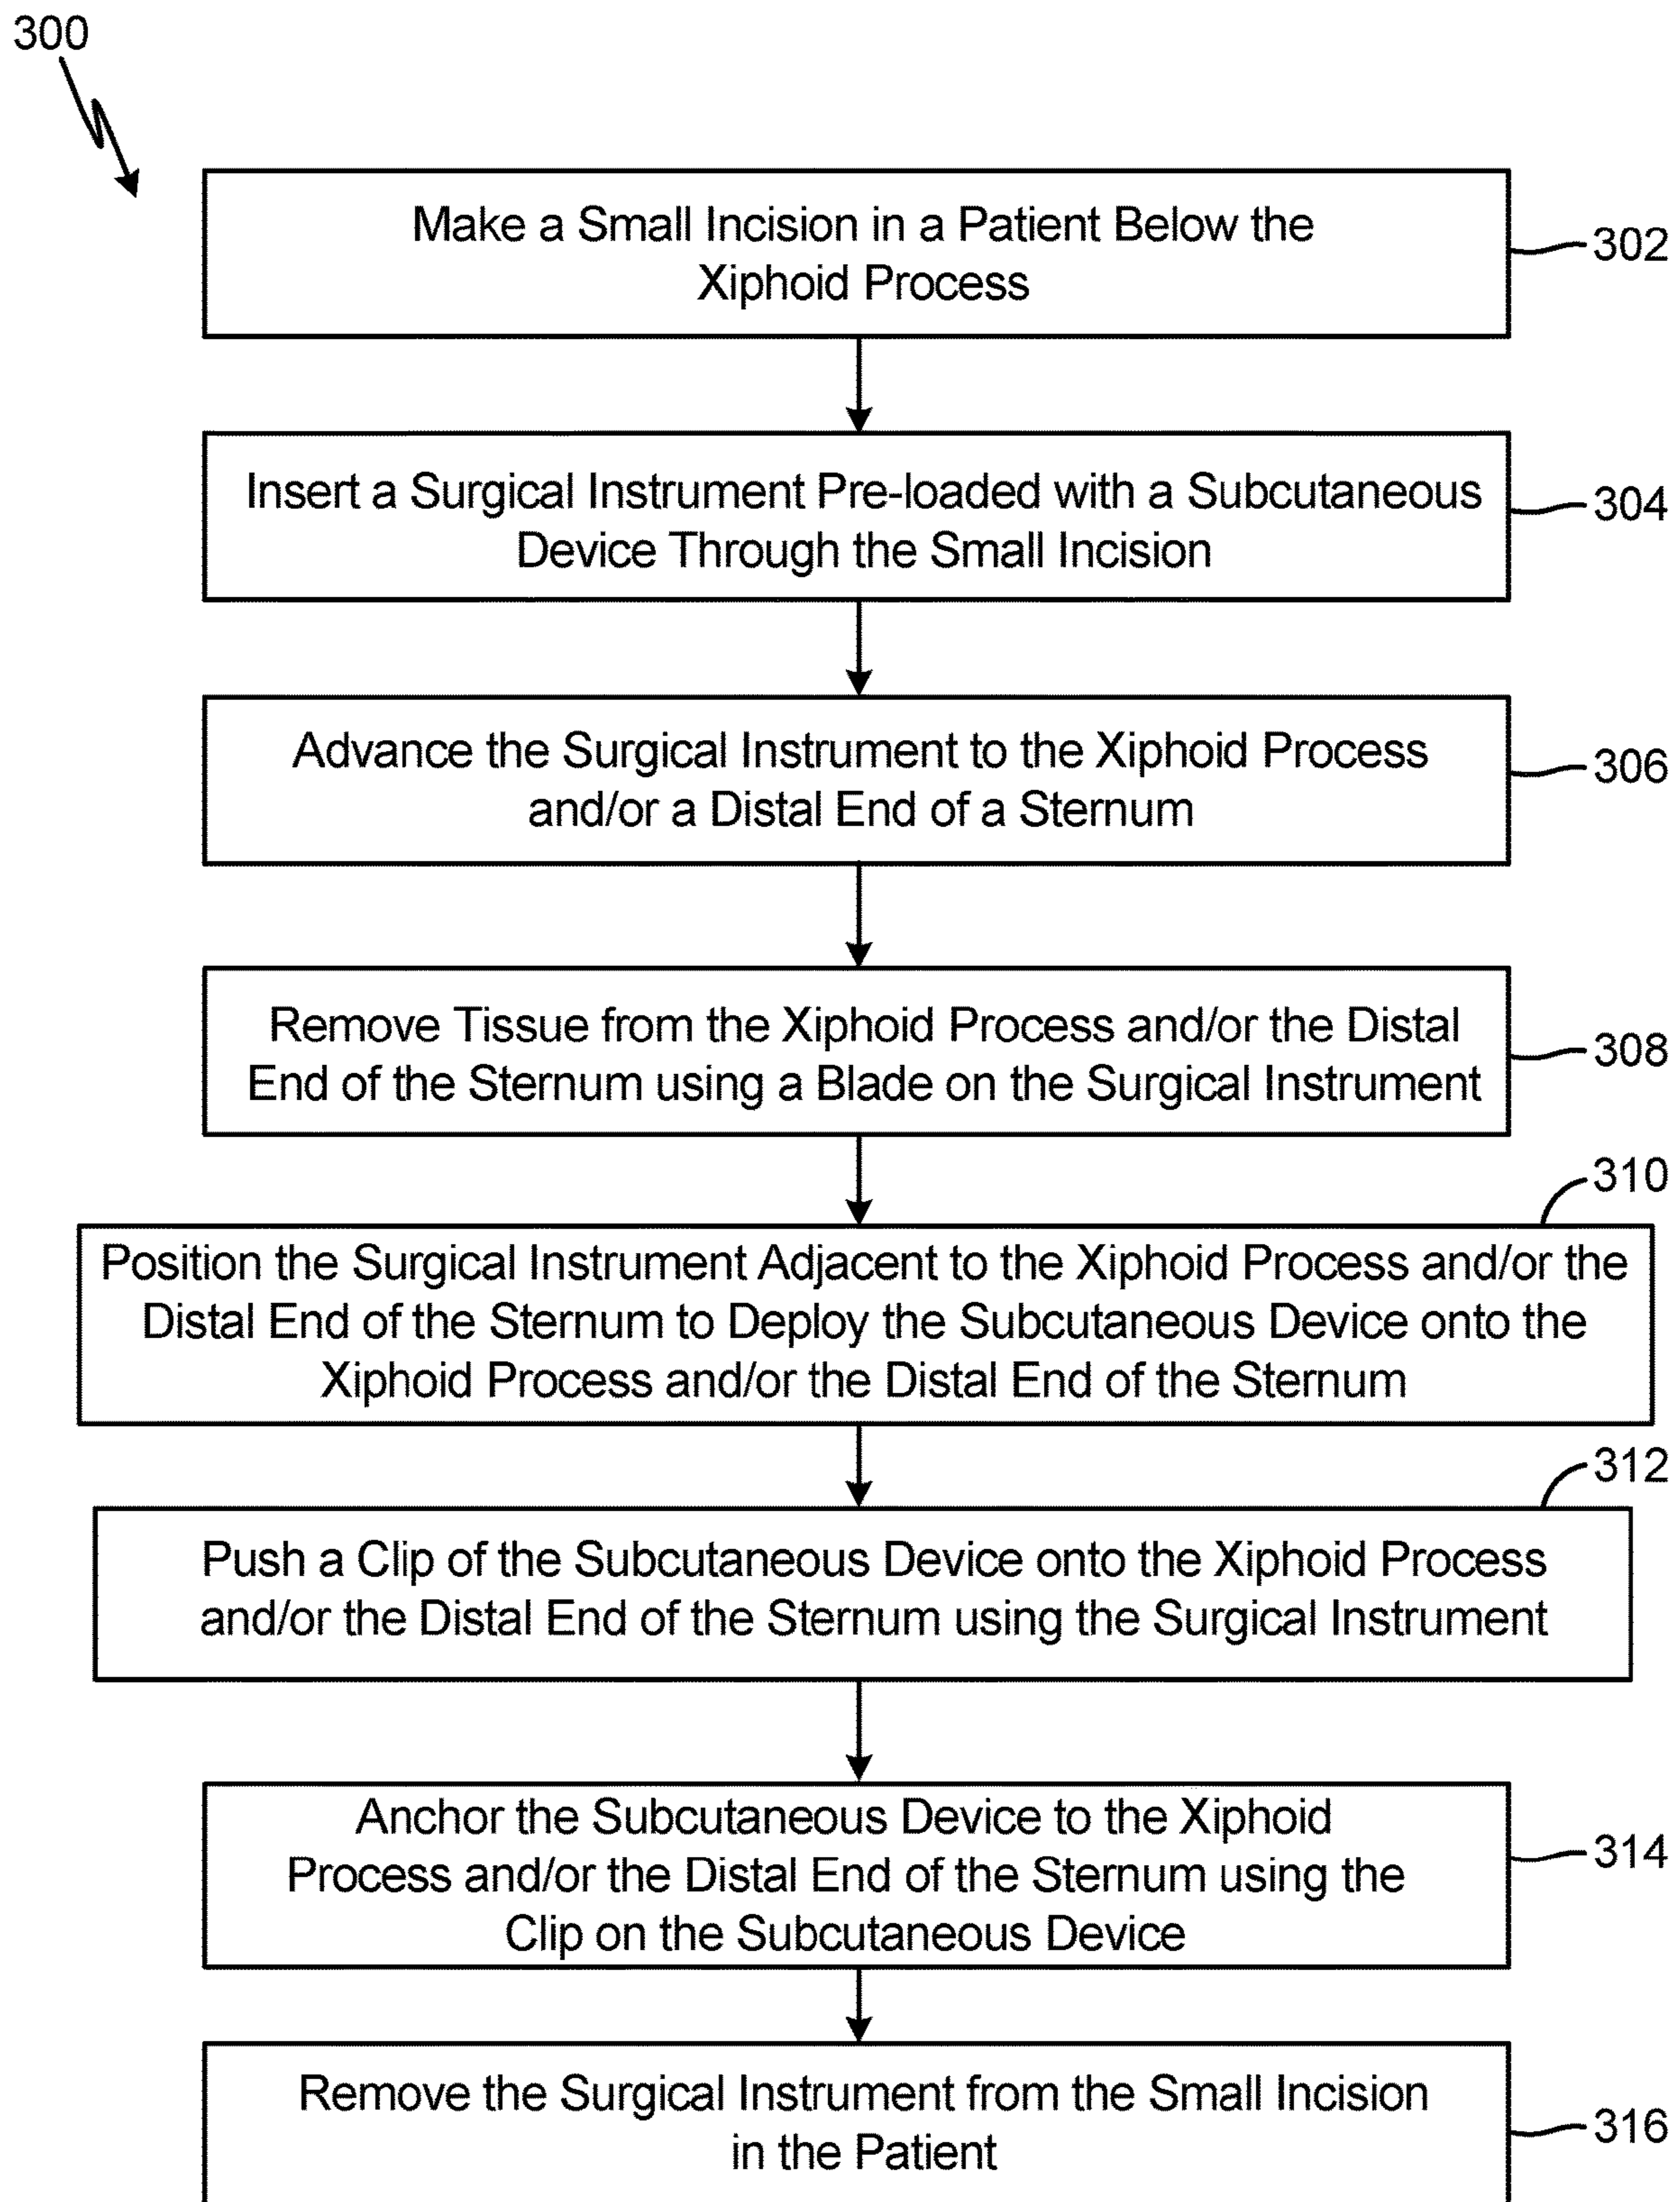 300
Make a Small Incision in a Patient Below the
Xiphoid Process
302
Insert a Surgical Instrument Pre-loaded with a Subcutaneous
Device Through the Small Incision
304
Advance the Surgical Instrument to the Xiphoid Process
and/or a Distal End of a Sternum
306
Remove Tissue from the Xiphoid Process and/or the Distal
End of the Sternum using a Blade on the Surgical Instrument
308
310
Position the Surgical Instrument Adjacent to the Xiphoid Process and/or the
Distal End of the Sternum to Deploy the Subcutaneous Device onto the
Xiphoid Process and/or the Distal End of the Sternum
312
Push a Clip of the Subcutaneous Device onto the Xiphoid Process
and/or the Distal End of the Sternum using the Surgical Instrument
Anchor the Subcutaneous Device to the Xiphoid
Process and/or the Distal End of the Sternum using the
Clip on the Subcutaneous Device
314
Remove the Surgical Instrument from the Small Incision
in the Patient
316